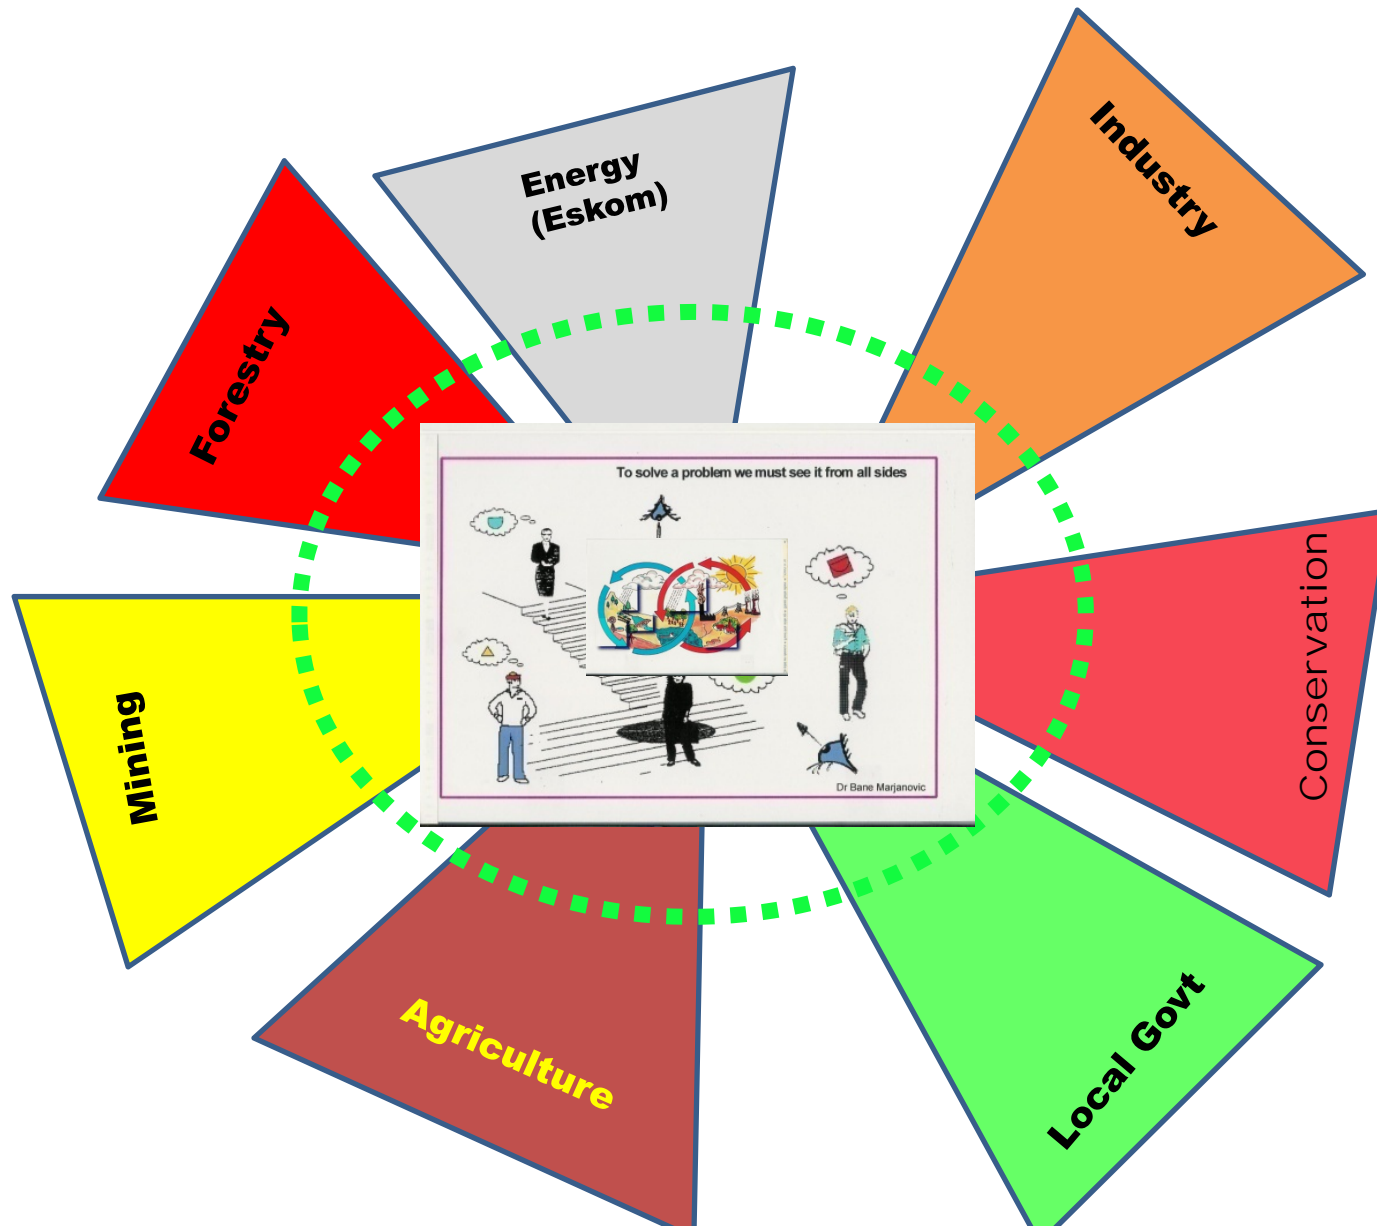 Energy
(Eskom)
Industry
Forestry
To solve a problem we must see it from all sides
Conservation
Mining
Dr Bane Marjanovic
Agriculture
Local Govt